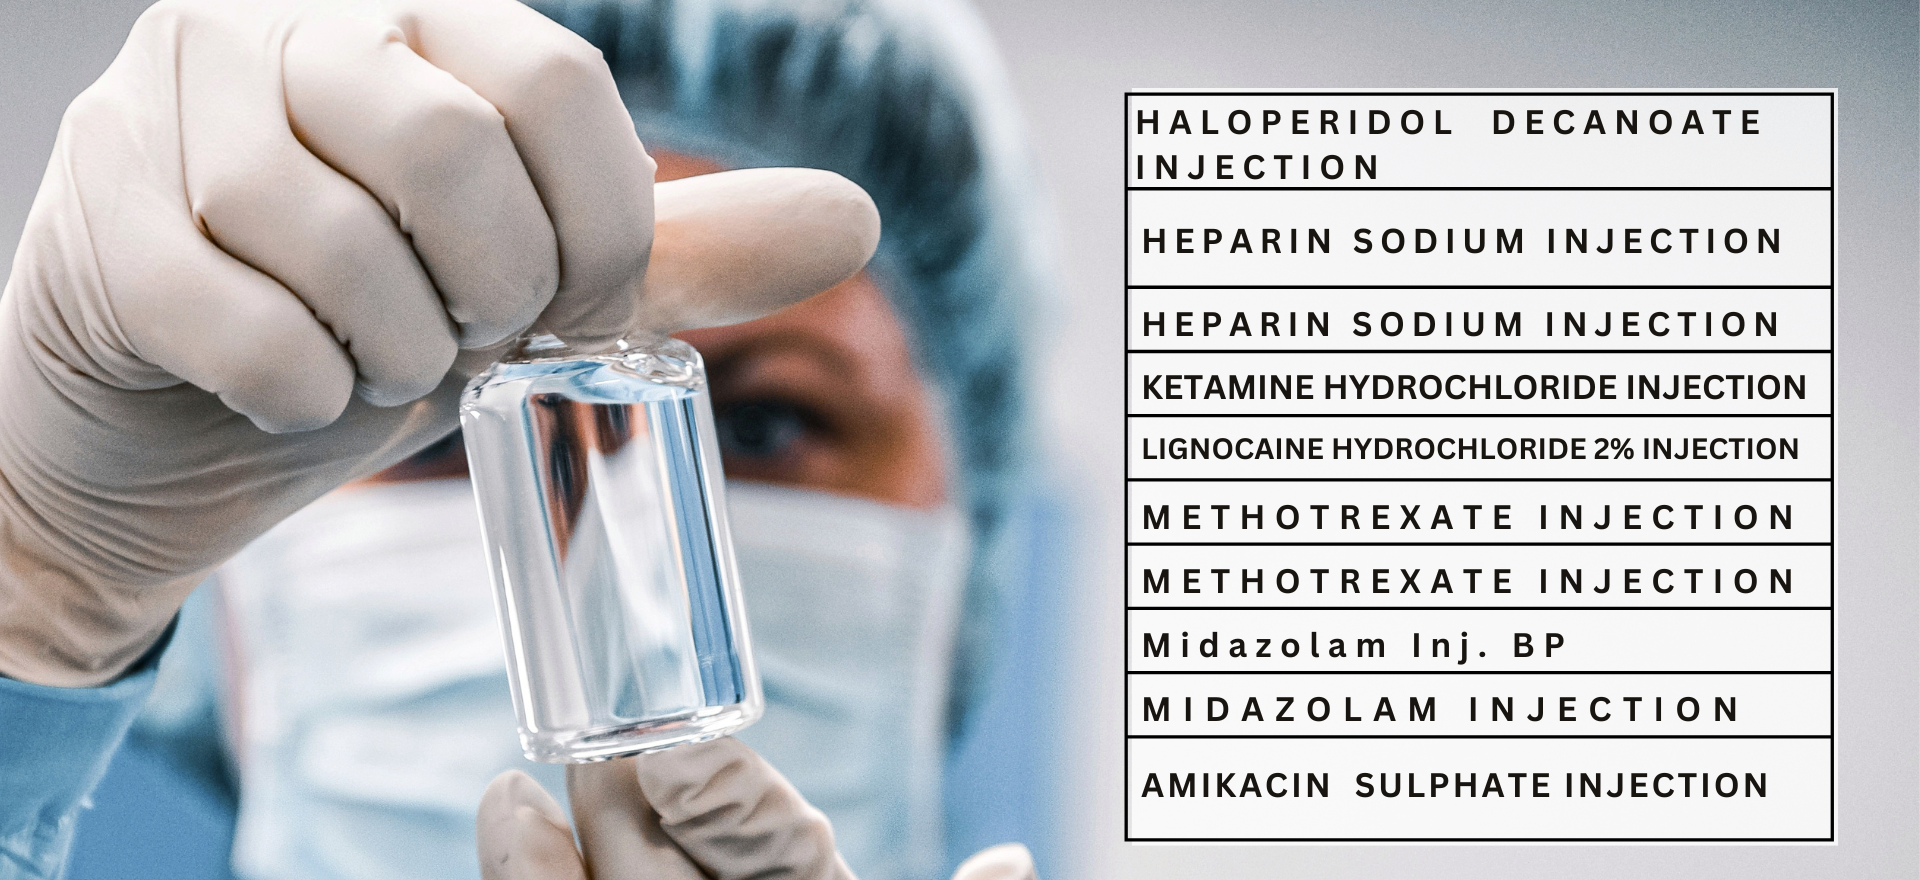 HALOPERIDOL DECANOATE
INJECTION
HEPARIN SODIUM INJECTION
HEPARIN SODIUM INJECTION
KETAMINE HYDROCHLORIDE INJECTION
LIGNOCAINE HYDROCHLORIDE 2% INJECTION
METHOTREXATE INJECTION
METHOTREXATE INJECTION
Midazolam Inj. BP
MIDAZOLAM INJECTION
AMIKACIN SULPHATE INJECTION